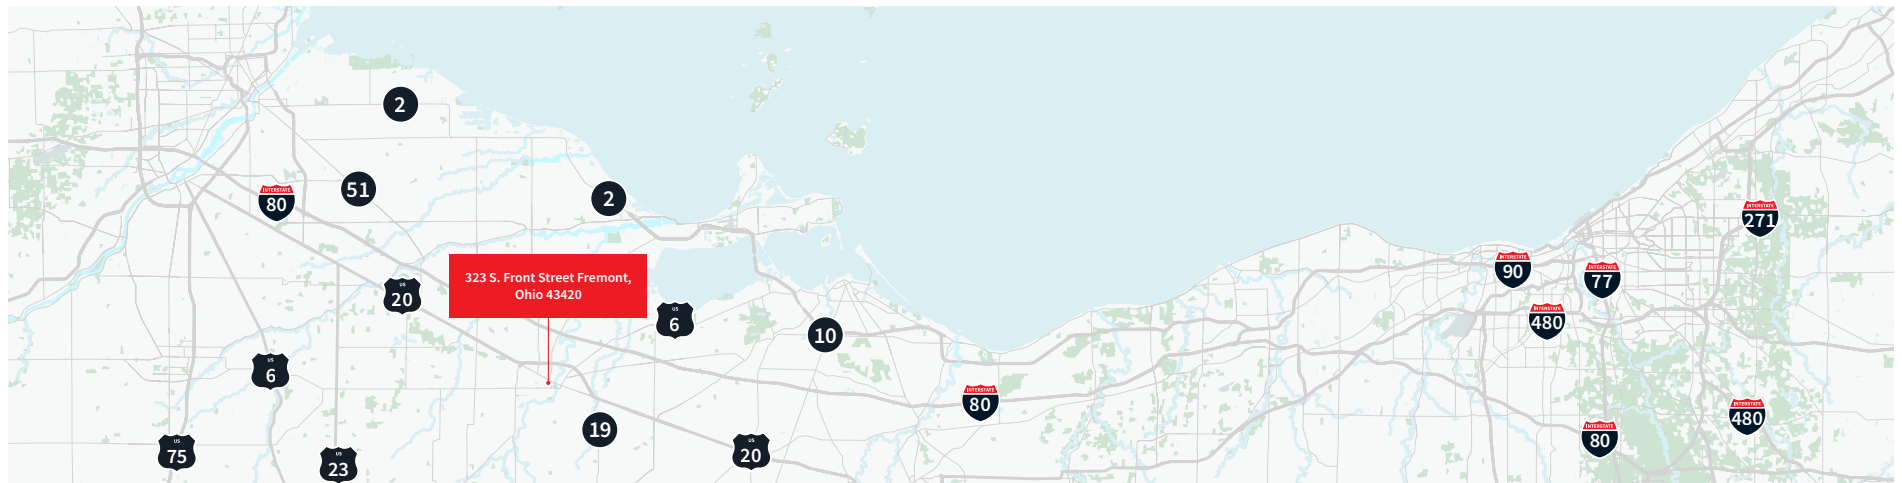 2
51
INTERSTATE
80
2
INTERSTATE
271
INTERSTATE
90
INTERSTATE
77
323 S. Front Street Fremont,
Ohio 43420
US
20
US
6
INTERSTATE
480
10
US
6
INTERSTATE
80
INTERSTATE
480
19
INTERSTATE
80
US
75
US
20
US
23